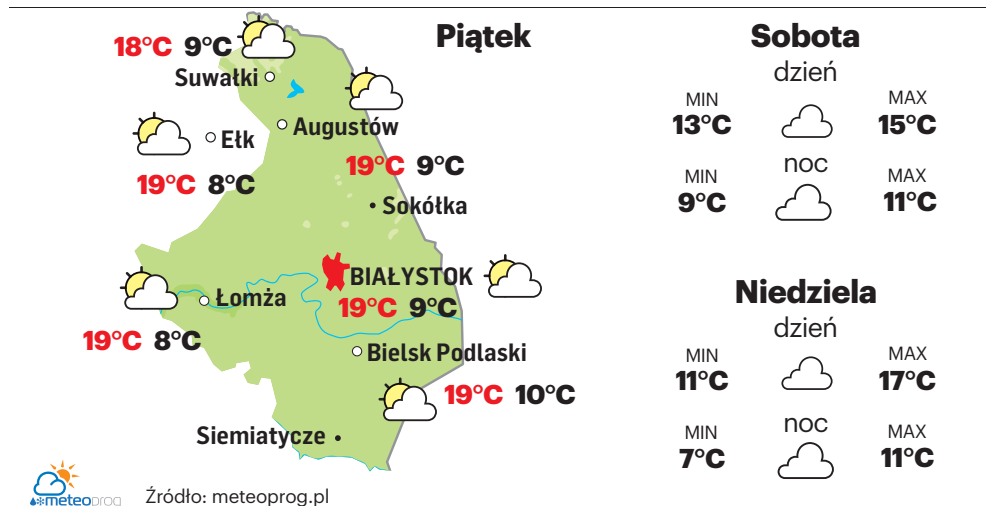 Piątek
18°C 9°C
Suwałki
Augustów
Ełk
19°C 9°C
19°C 8°C
Sokółka
BIAŁYSTOK
19°C 9°C
Łomża
19°C 8°C
Bielsk Podlaski
19°C 10°C
Siemiatycze
meteoprog
Źródło: meteoprog.pl
Sobota
dzień
MIN MAX
13°C 15°C
noc
MIN MAX
9°C 11°C
Niedziela
dzień
MIN MAX
11°C 17°C
noc
MIN MAX
7°C 11°C